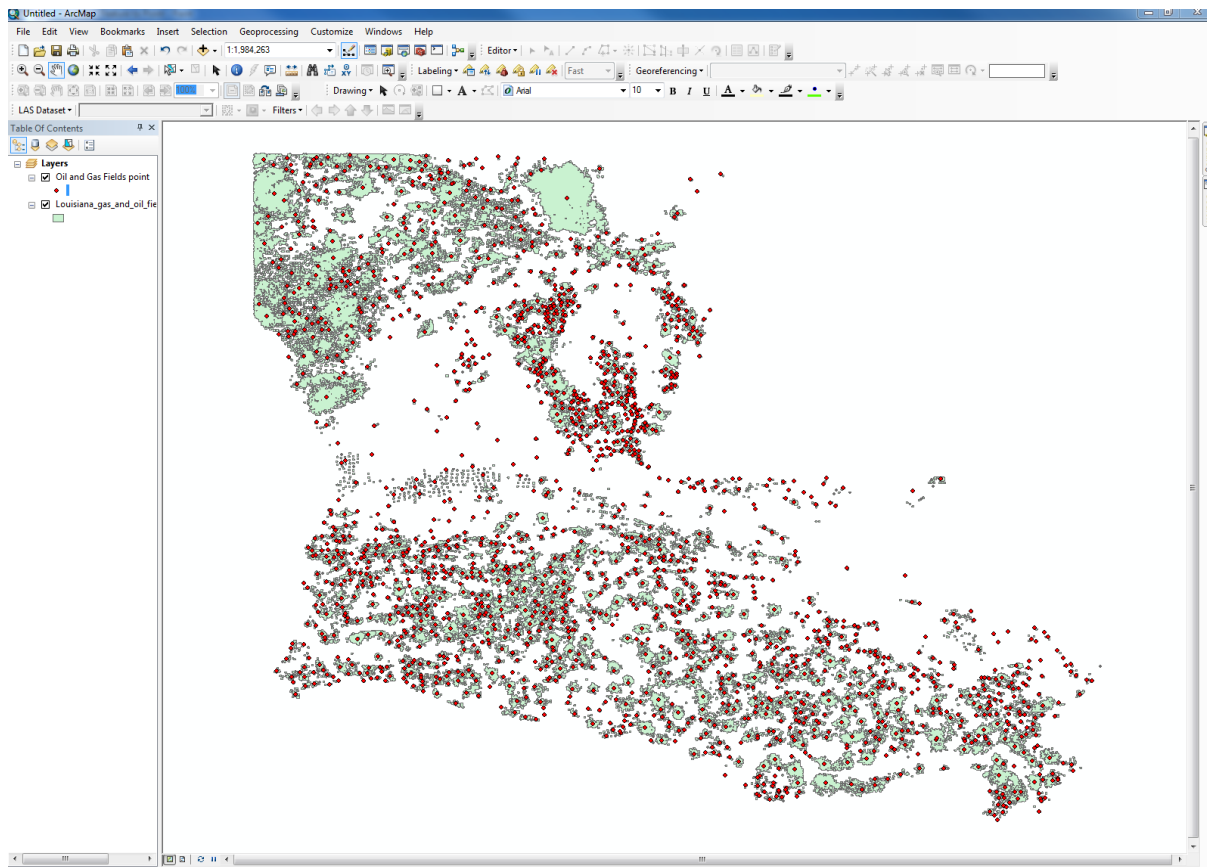 Untitled - ArcMap
File Edit View Bookmarks Insert Selection Geoprocessing Customize Windows Help
1:1,984,263 Editor
Labeling Fast Georeferencing
100% Drawing A Arial 10 B I U A
LAS Dataset Filters
Table Of Contents
Layers
Oil and Gas Fields point
Louisiana_gas_and_oil_fie